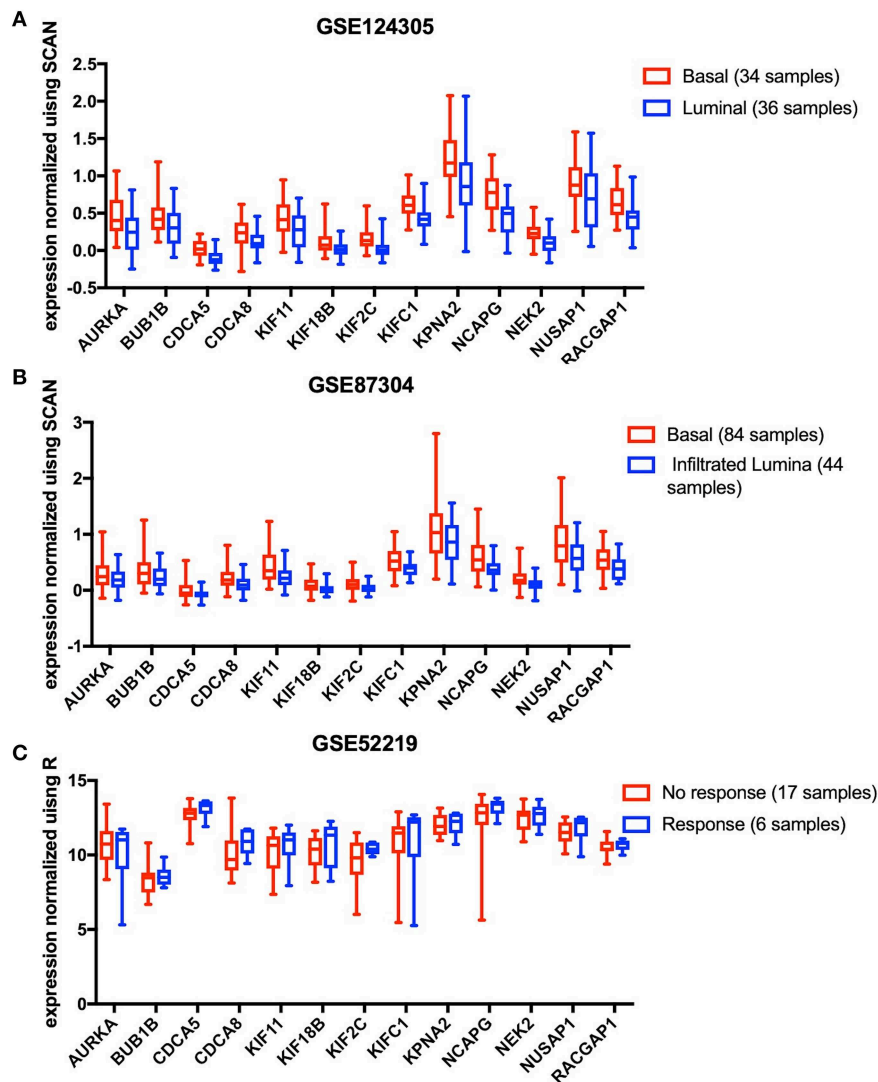 A
GSE124305
expression normalized uisng SCAN
2.5
2.0
1.5
1.0
0.5
0.0
-0.5
Basal (34 samples)
Luminal (36 samples)
AURKA
BUB1B
CDCA5
CDCA8
KIF11
KIF18B
KIF2C
KIFC1
KPNA2
NCAPG
NEK2
NUSAP1
RACGAP1
B
GSE87304
expression normalized uisng SCAN
3
2
1
0
-1
Basal (84 samples)
Infiltrated Lumina (44
samples)
AURKA
BUB1B
CDCA5
CDCA8
KIF11
KIF18B
KIF2C
KIFC1
KPNA2
NCAPG
NEK2
NUSAP1
RACGAP1
C
GSE52219
expression normalized uisng R
15
10
5
0
No response (17 samples)
Response (6 samples)
AURKA
BUB1B
CDCA5
CDCA8
KIF11
KIF18B
KIF2C
KIFC1
KPNA2
NCAPG
NEK2
NUSAP1
RACGAP1